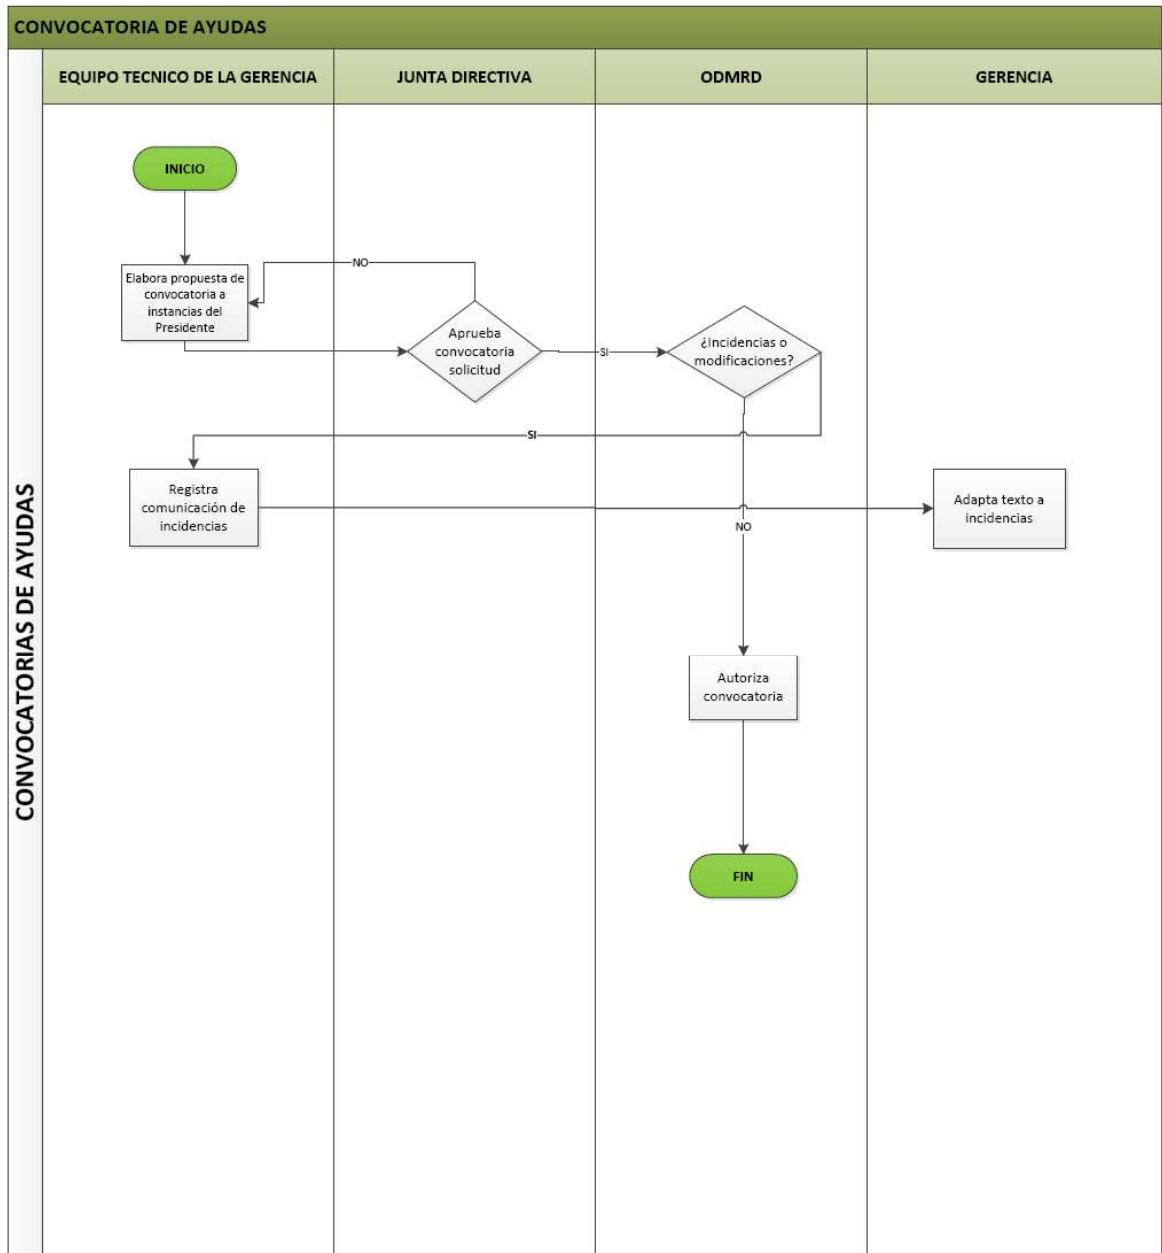 CONVOCATORIA DE AYUDAS
CONVOCATORIAS DE AYUDAS
EQUIPO TECNICO DE LA GERENCIA
JUNTA DIRECTIVA
ODMRD
GERENCIA
INICIO
Elabora propuesta de
convocatoria a
instancias del
Presidente
NO
Aprueba
convocatoria
solicitud
SI
¿Incidencias o
modificaciones?
SI
Registra
comunicación de
incidencias
Adapta texto a
incidencias
NO
Autoriza
convocatoria
FIN